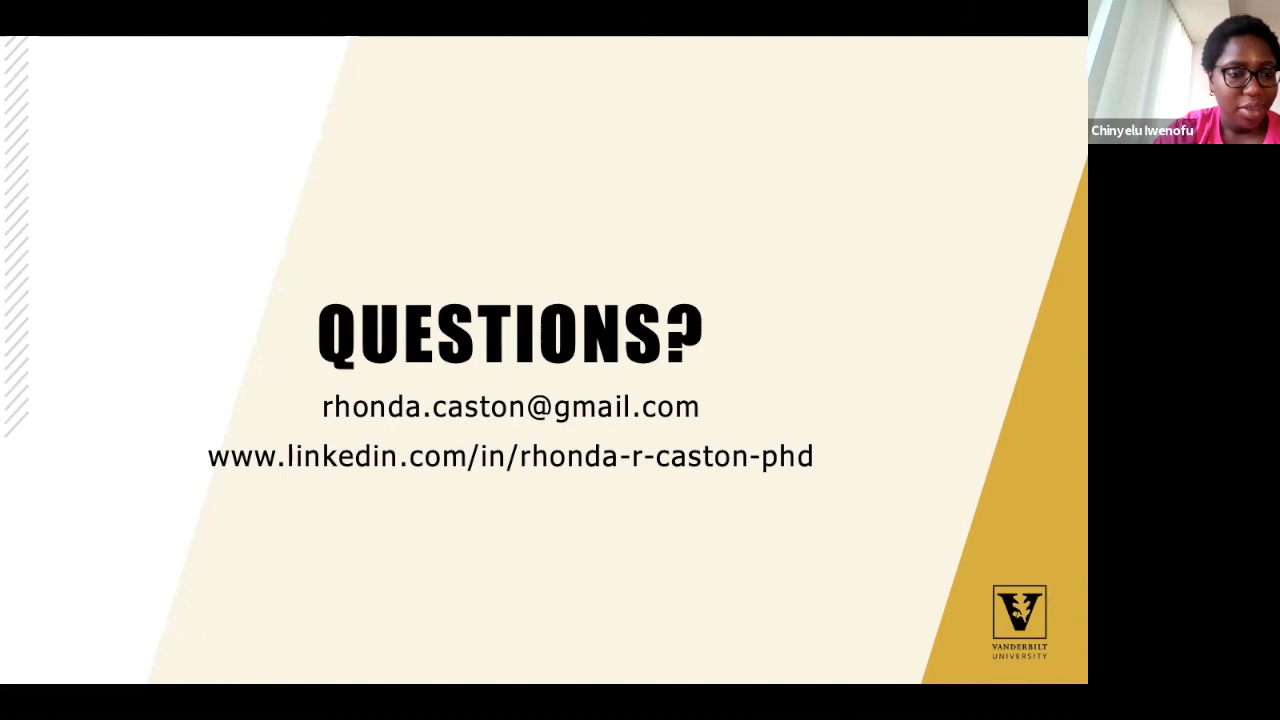 Chinyelu Iwenofu
QUESTIONS?
rhonda.caston@gmail.com
www.linkedin.com/in/rhonda-r-caston-phd
V
VANDERBILT
UNIVERSITY